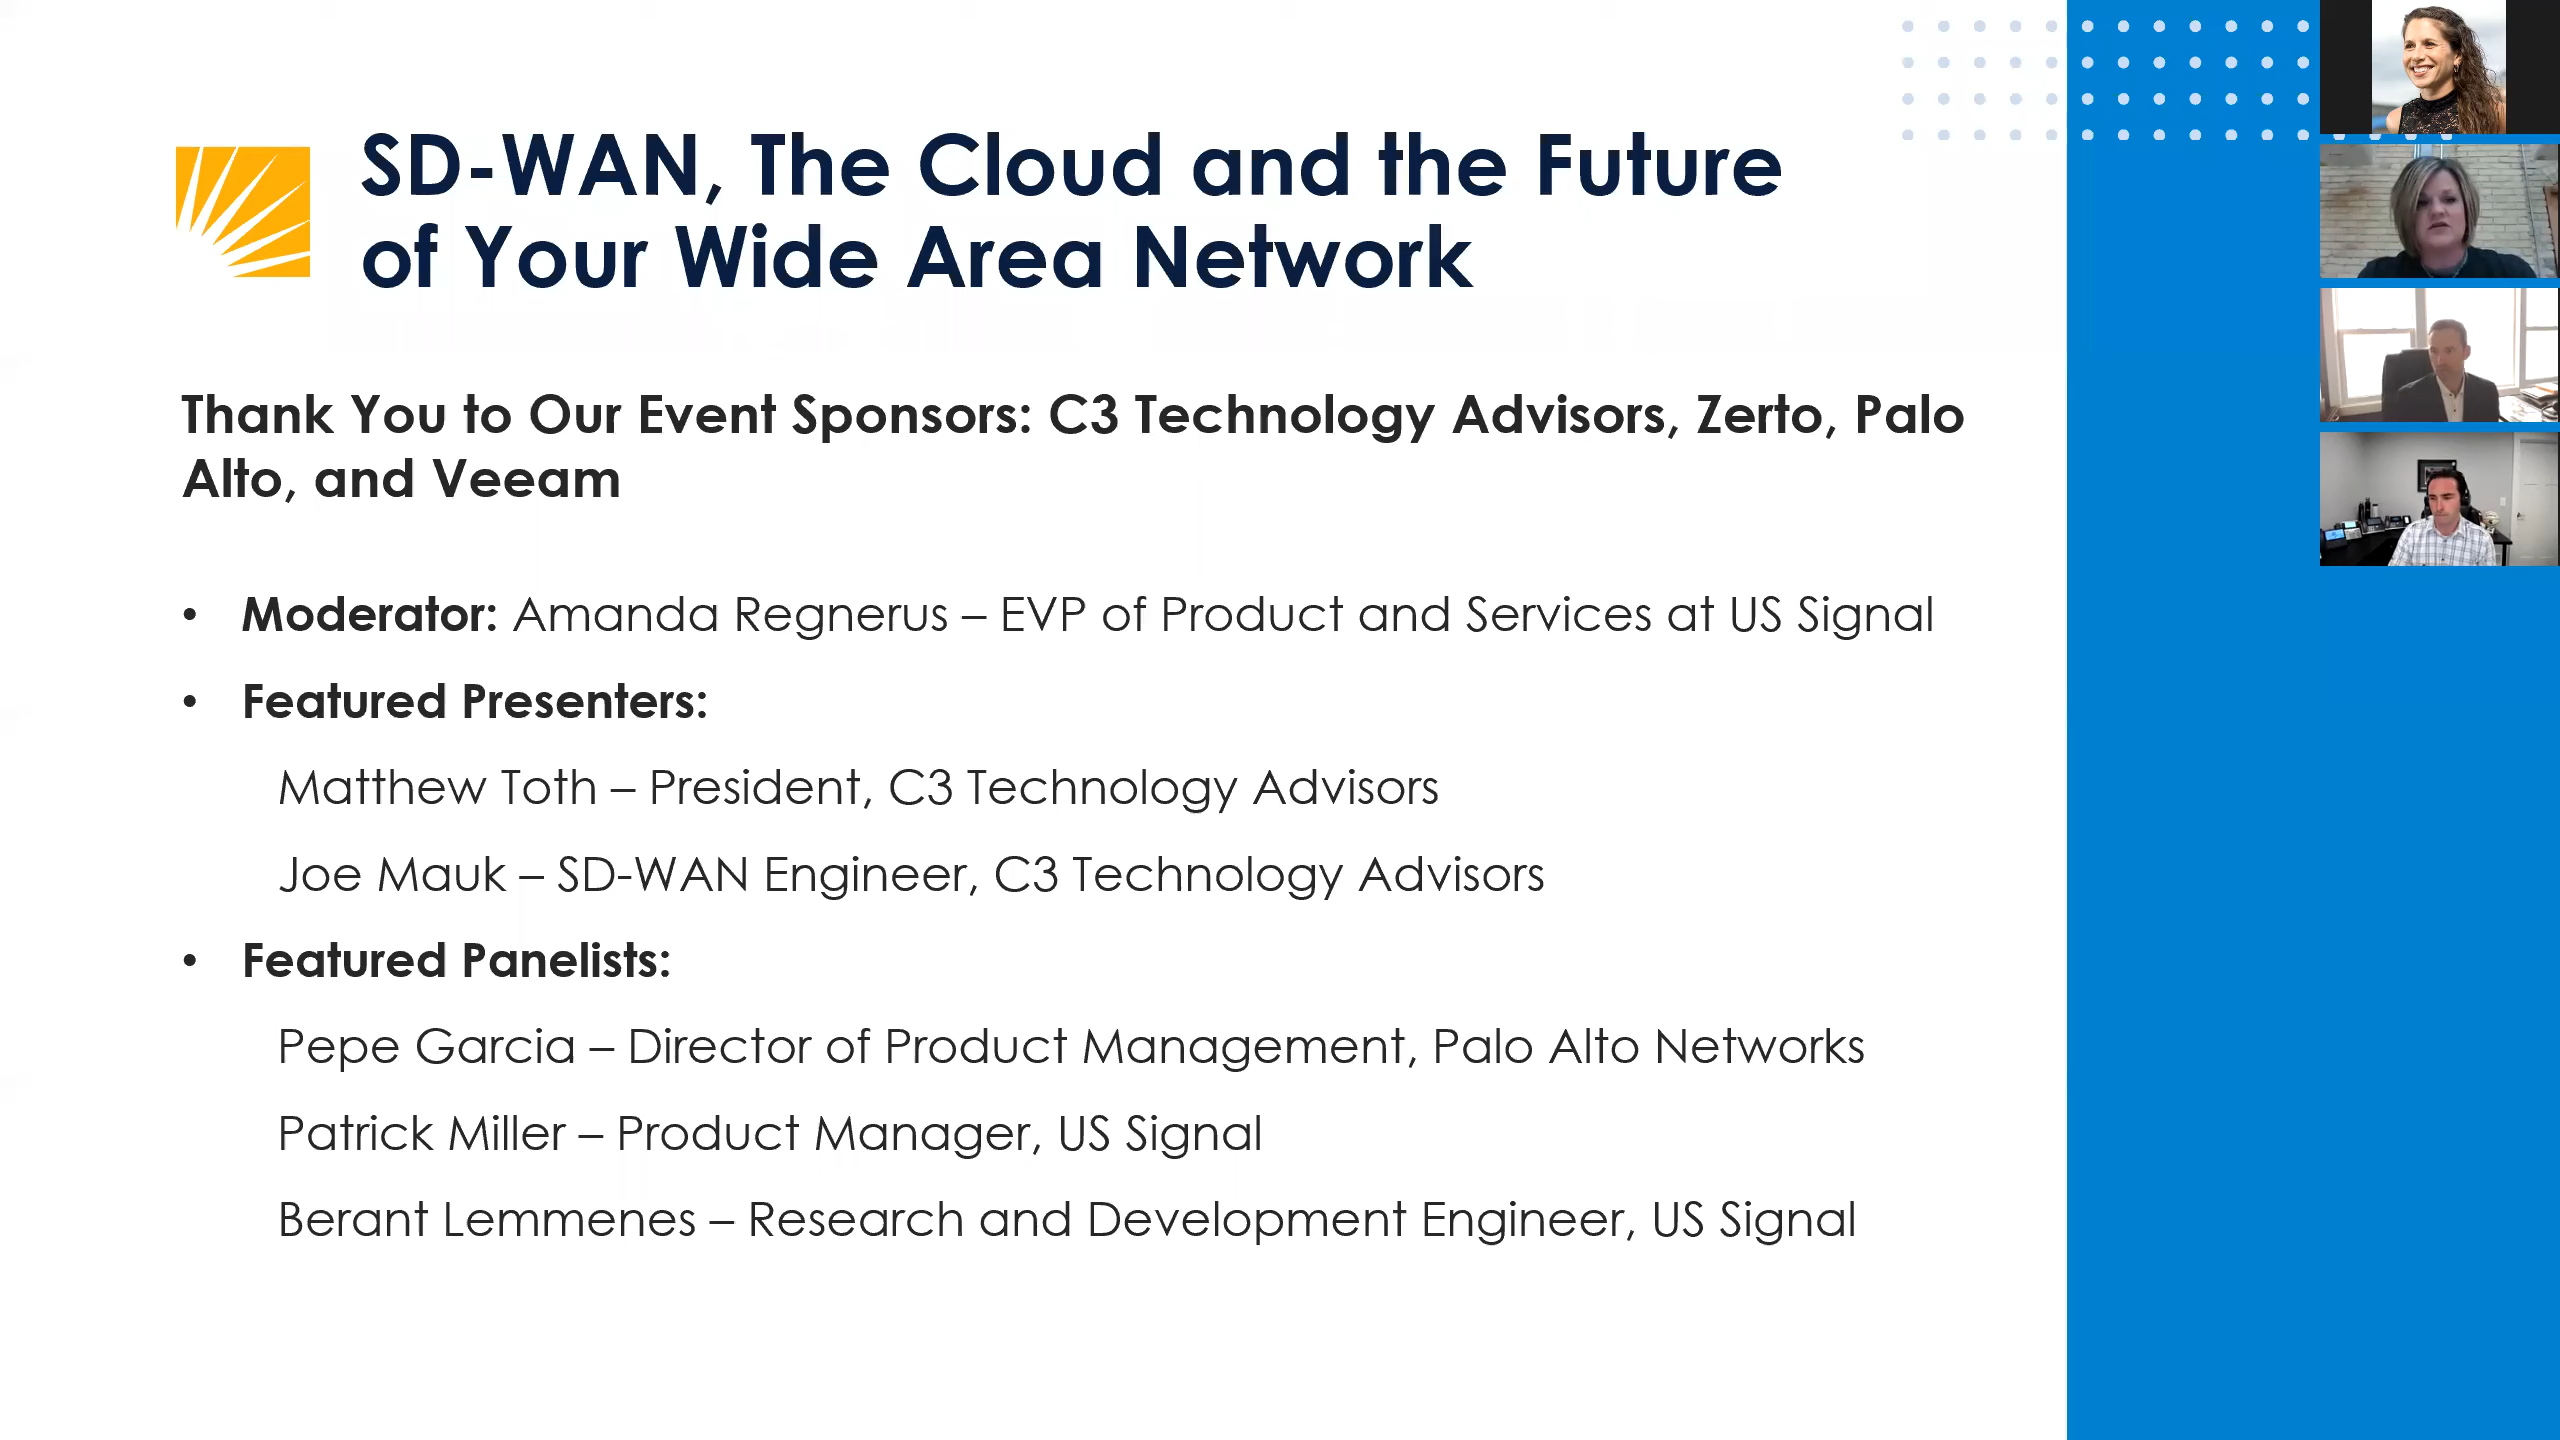 SD-WAN, The Cloud and the Future
of Your Wide Area Network
Thank You to Our Event Sponsors: C3 Technology Advisors, Zerto, Palo
Alto, and Veeam
• Moderator: Amanda Regnerus – EVP of Product and Services at US Signal
• Featured Presenters:
Matthew Toth – President, C3 Technology Advisors
Joe Mauk – SD-WAN Engineer, C3 Technology Advisors
• Featured Panelists:
Pepe Garcia – Director of Product Management, Palo Alto Networks
Patrick Miller – Product Manager, US Signal
Berant Lemmenes – Research and Development Engineer, US Signal